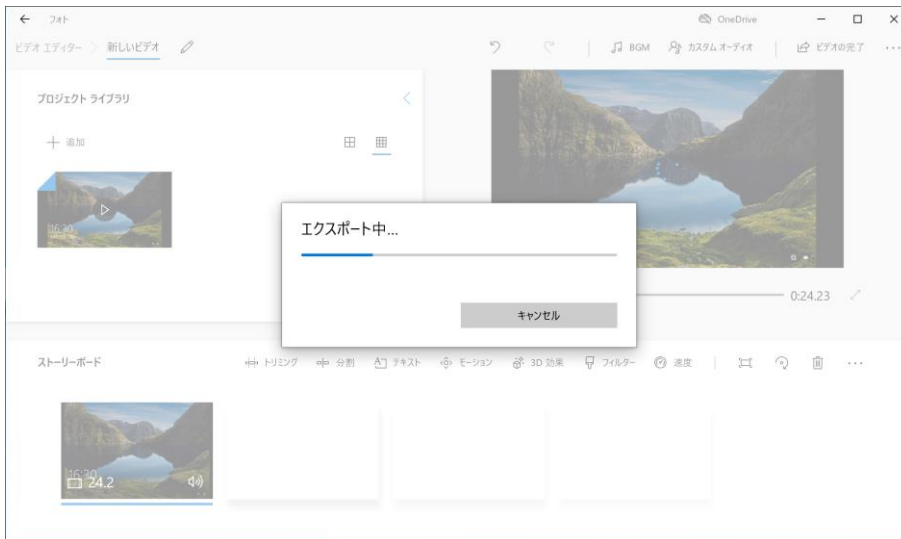 フォト
OneDrive
ビデオ エディター
新しいビデオ
BGM
カスタム オーディオ
ビデオの完了
プロジェクト ライブラリ
追加
16:30
エクスポート中...
キャンセル
0:24.23
ストーリーボード
トリミング
分割
テキスト
モーション
3D 効果
フィルター
速度
16:30
24.2